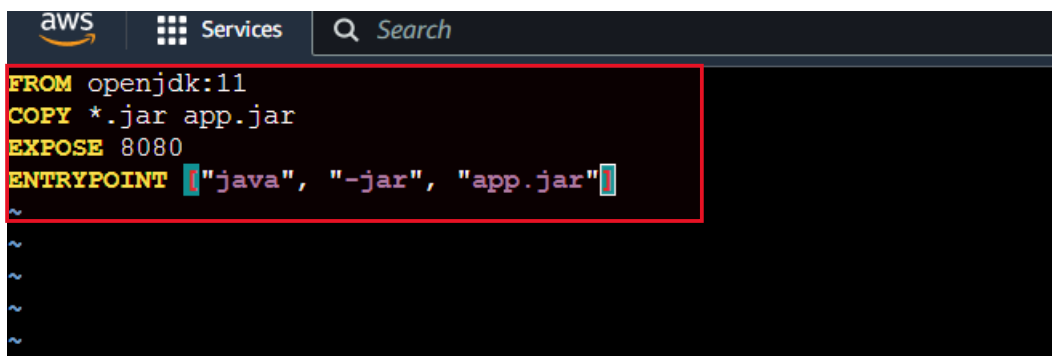 aws Services Search
FROM openjdk:11
COPY *.jar app.jar
EXPOSE 8080
ENTRYPOINT ["java", "-jar", "app.jar"]
~
~
~
~
~